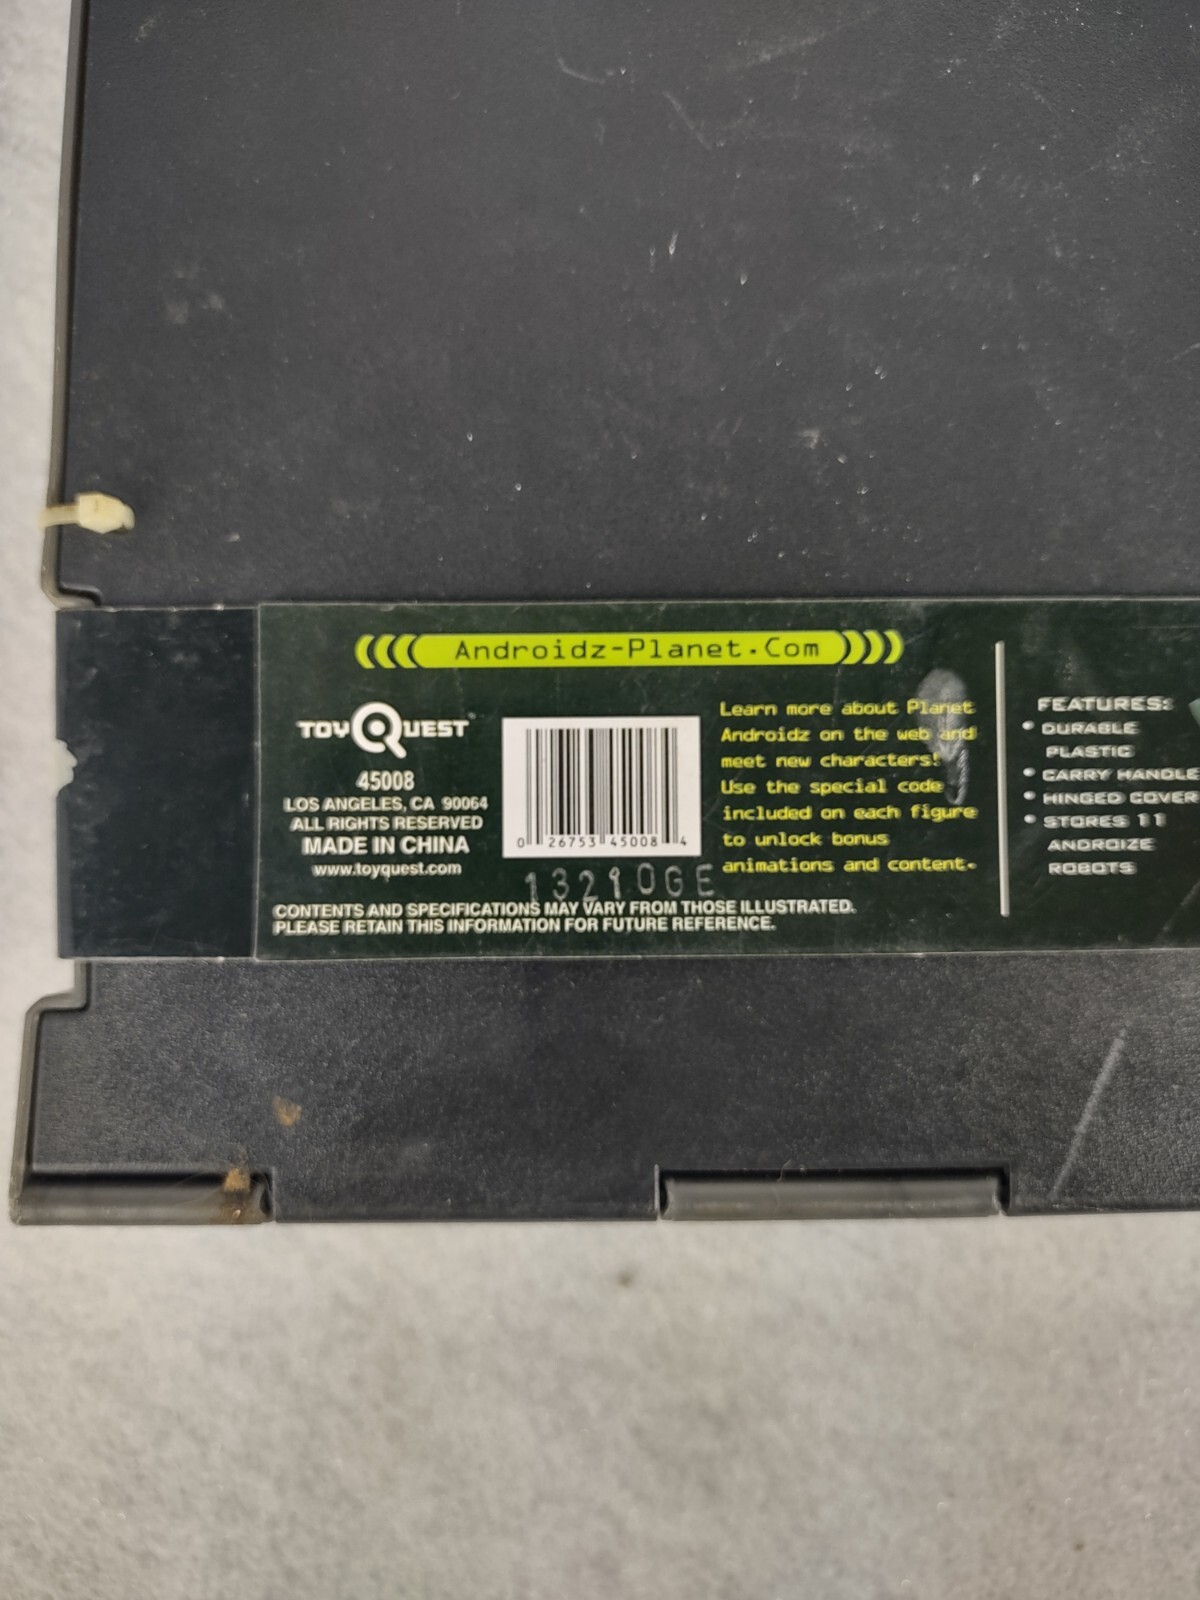 Androidz-Planet.Com
TOYQUEST
45008
LOS ANGELES, CA 90064
ALL RIGHTS RESERVED
MADE IN CHINA
www.toyquest.com
0 26753 45008 4
13210GE
CONTENTS AND SPECIFICATIONS MAY VARY FROM THOSE ILLUSTRATED.
PLEASE RETAIN THIS INFORMATION FOR FUTURE REFERENCE.
Learn more about Planet
Androidz on the web and
meet new characters!
Use the special code
included on each figure
to unlock bonus
animations and content.
FEATURES:
• DURABLE
PLASTIC
• CARRY HANDLE
• HINGED COVER
• STORES 11
ANDROIZE
ROBOTS